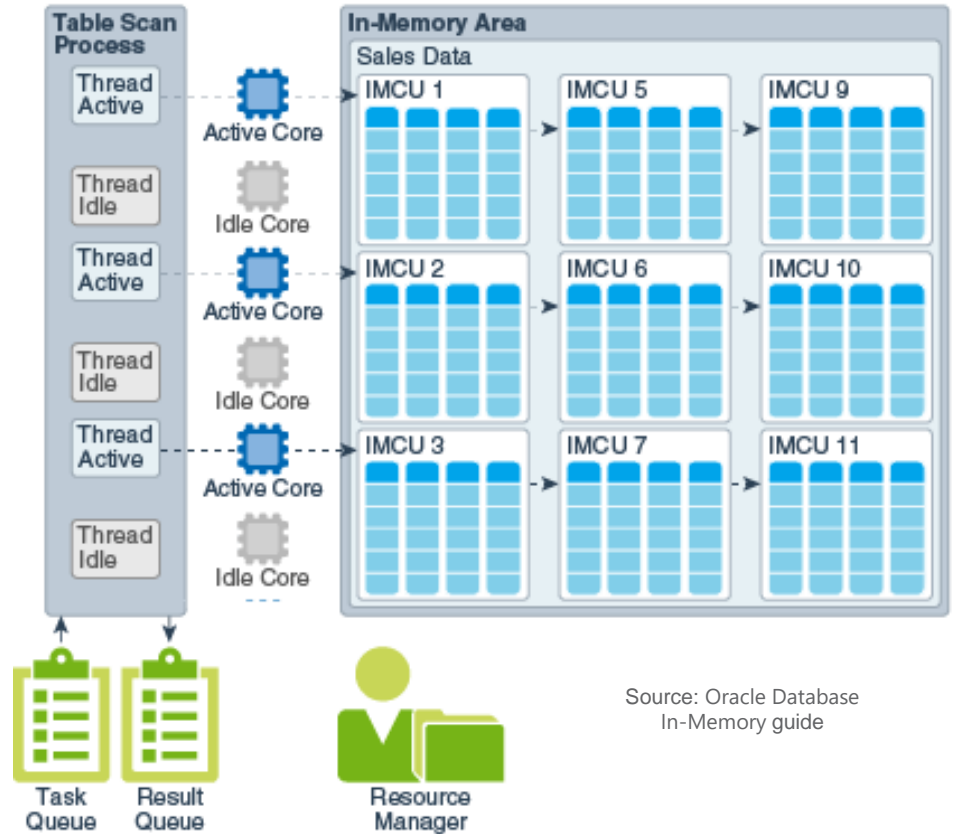 Table Scan
Process
Thread
Active
Thread
Idle
Thread
Active
Thread
Idle
Thread
Active
Thread
Idle
Active Core
Idle Core
Active Core
Idle Core
Active Core
Idle Core
In-Memory Area
Sales Data
IMCU 1
IMCU 5
IMCU 9
IMCU 2
IMCU 6
IMCU 10
IMCU 3
IMCU 7
IMCU 11
Task
Queue
Result
Queue
Resource
Manager
Source: Oracle Database
In-Memory guide